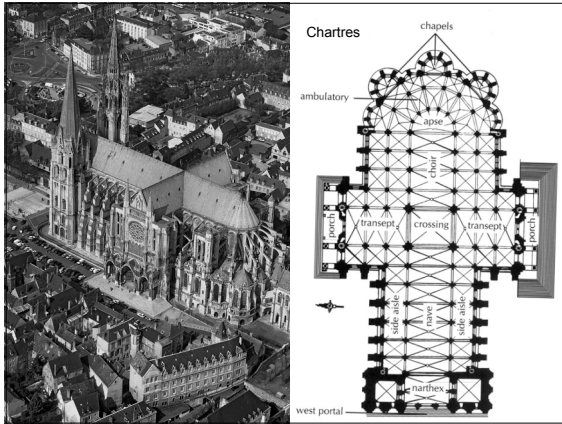 chapels
Chartres
ambulatory
apse
choir
porch
transept
crossing
transept
porch
side aisle
nave
side aisle
narthex
west portal